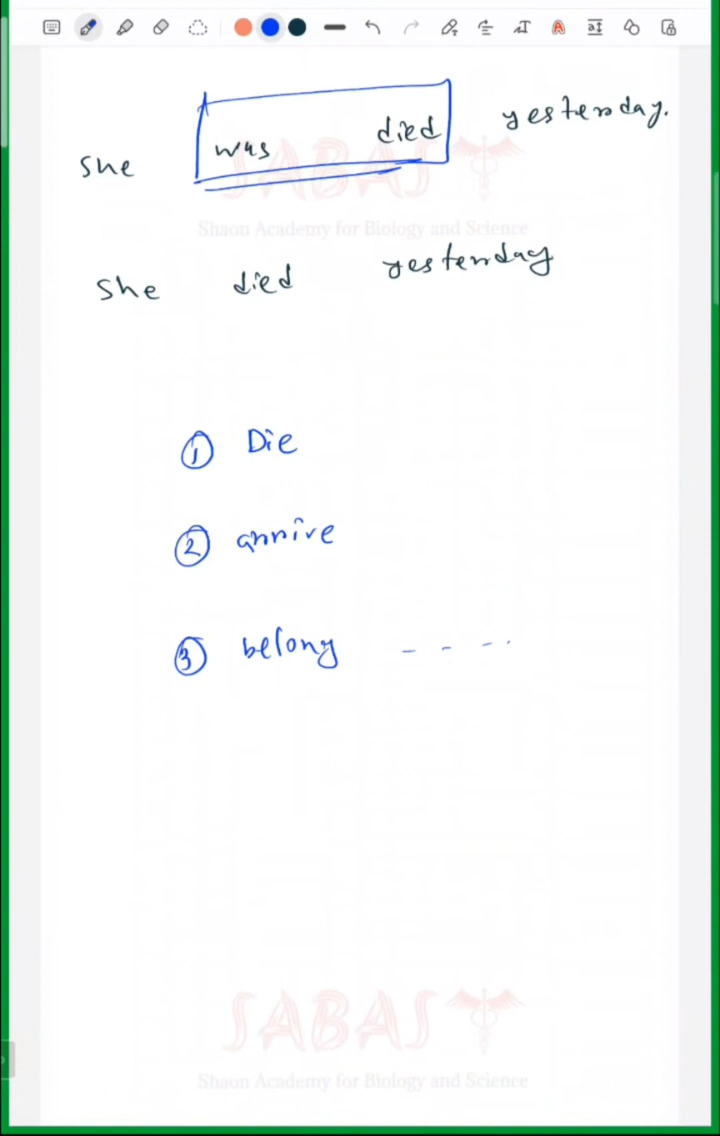 She was died yesterday.
SABAS
Shaon Academy for Biology and Science
She died yesterday
① Die
② arrive
③ belong - - - .
SABAS
Shaon Academy for Biology and Science